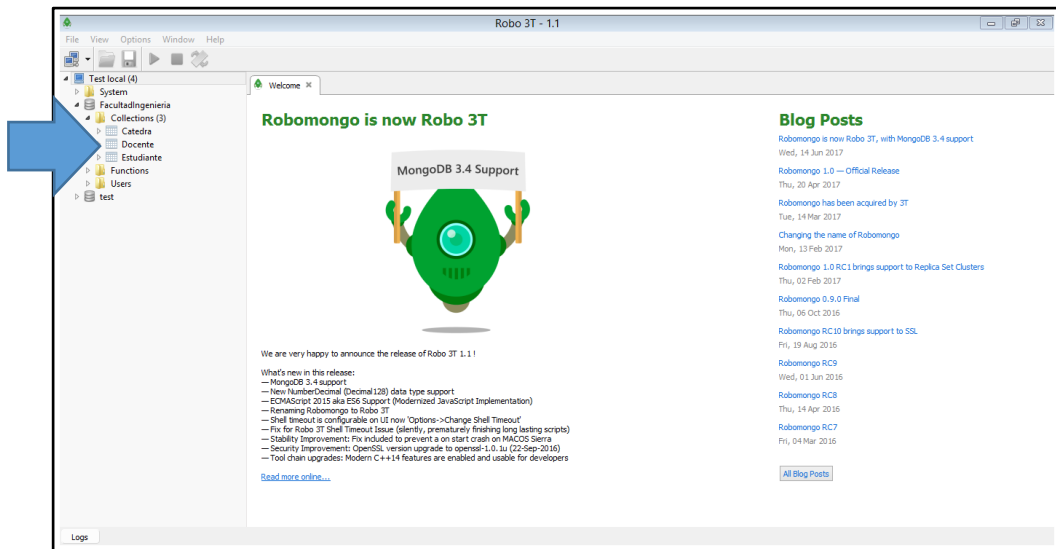 Robo 3T - 1.1
File View Options Window Help
Test local (4)
System
FacultadIngenieria
Collections (3)
Catedra
Docente
Estudiante
Functions
Users
test
Welcome
Robomongo is now Robo 3T
MongoDB 3.4 Support
We are very happy to announce the release of Robo 3T 1.1 !
What's new in this release:
— MongoDB 3.4 support
— New NumberDecimal (Decimal128) data type support
— ECMAScript 2015 aka ES6 Support (Modernized JavaScript Implementation)
— Renaming Robomongo to Robo 3T
— Shell timeout is configurable on UI now 'Options->Change Shell Timeout'
— Fix for Robo 3T Shell Timeout Issue (silently, prematurely finishing long lasting scripts)
— Stability Improvement: Fix included to prevent a on start crash on MACOS Sierra
— Security Improvement: OpenSSL version upgrade to openssl-1.0.1u (22-Sep-2016)
— Tool chain upgrades: Modern C++14 features are enabled and usable for developers
Read more online...
Blog Posts
Robomongo is now Robo 3T, with MongoDB 3.4 support
Wed, 14 Jun 2017
Robomongo 1.0 — Official Release
Thu, 20 Apr 2017
Robomongo has been acquired by 3T
Tue, 14 Mar 2017
Changing the name of Robomongo
Mon, 13 Feb 2017
Robomongo 1.0 RC1 brings support to Replica Set Clusters
Thu, 02 Feb 2017
Robomongo 0.9.0 Final
Thu, 06 Oct 2016
Robomongo RC10 brings support to SSL
Fri, 19 Aug 2016
Robomongo RC9
Wed, 01 Jun 2016
Robomongo RC8
Thu, 14 Apr 2016
Robomongo RC7
Fri, 04 Mar 2016
All Blog Posts
Logs